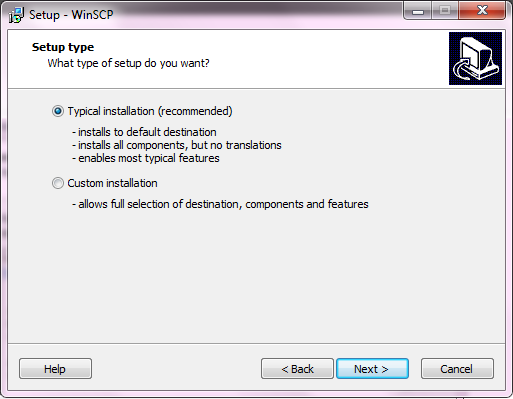 Setup - WinSCP
Setup type
What type of setup do you want?
Typical installation (recommended)
- installs to default destination
- installs all components, but no translations
- enables most typical features
Custom installation
- allows full selection of destination, components and features
Help
< Back
Next >
Cancel